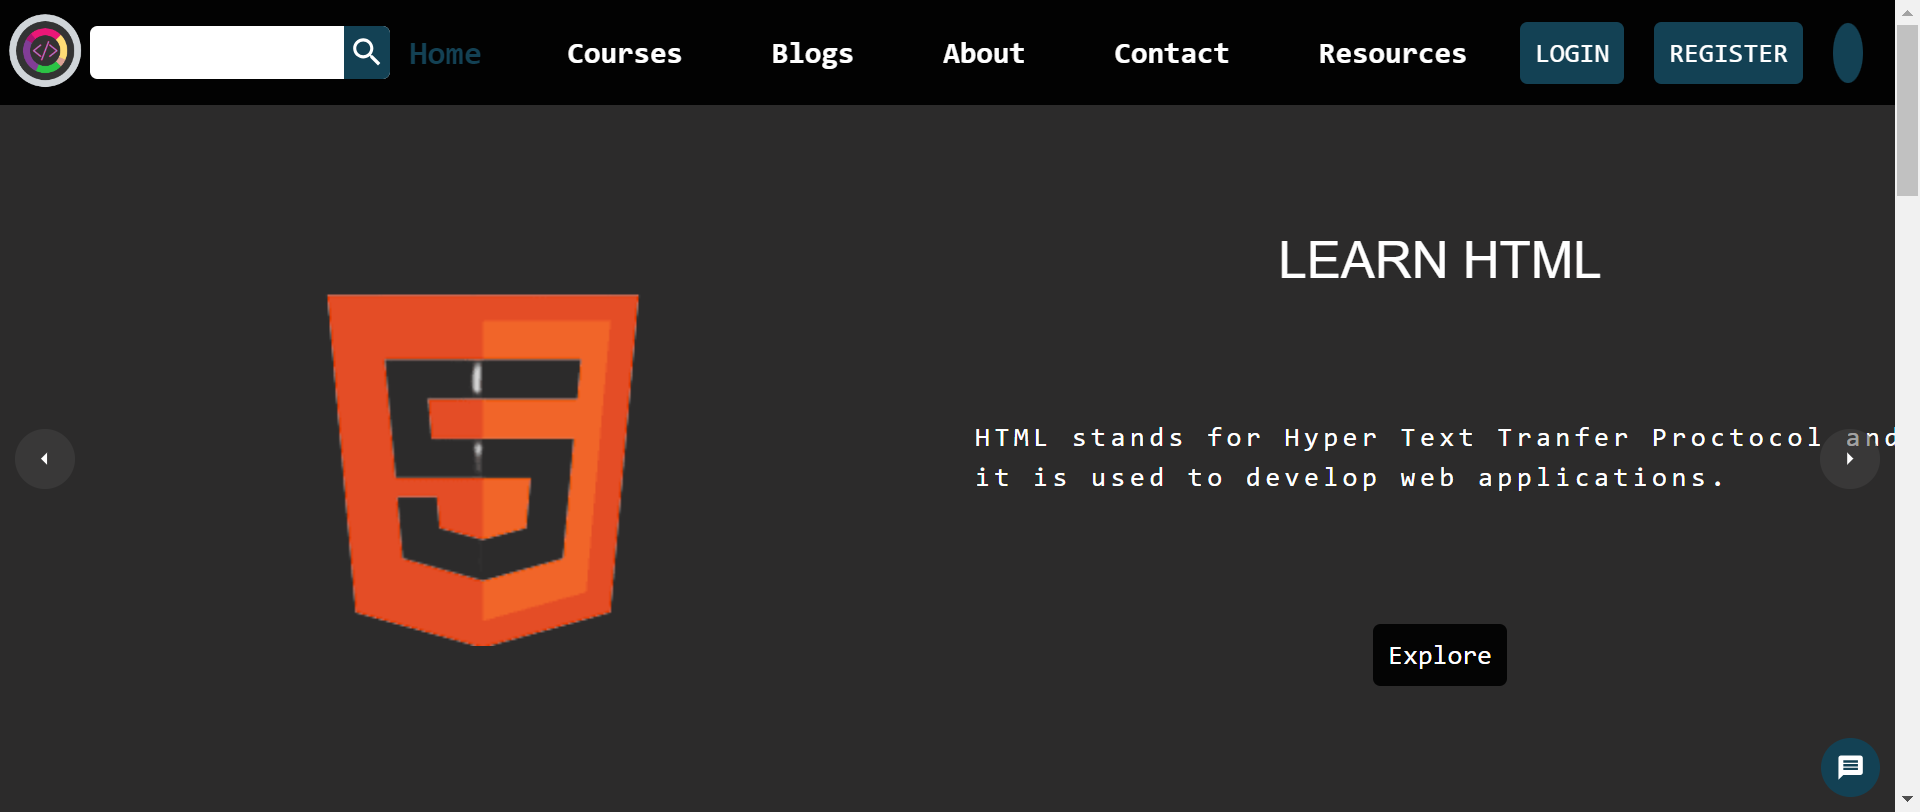 Home Courses Blogs About Contact Resources LOGIN REGISTER
LEARN HTML
HTML stands for Hyper Text Tranfer Proctocol and
it is used to develop web applications.
Explore